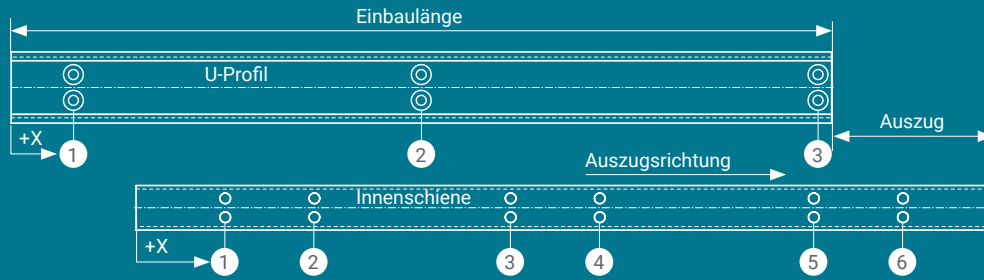 Einbaulänge
U-Profil
+X
1
2
3
Auszug
Auszugsrichtung
Innenschiene
+X
1
2
3
4
5
6